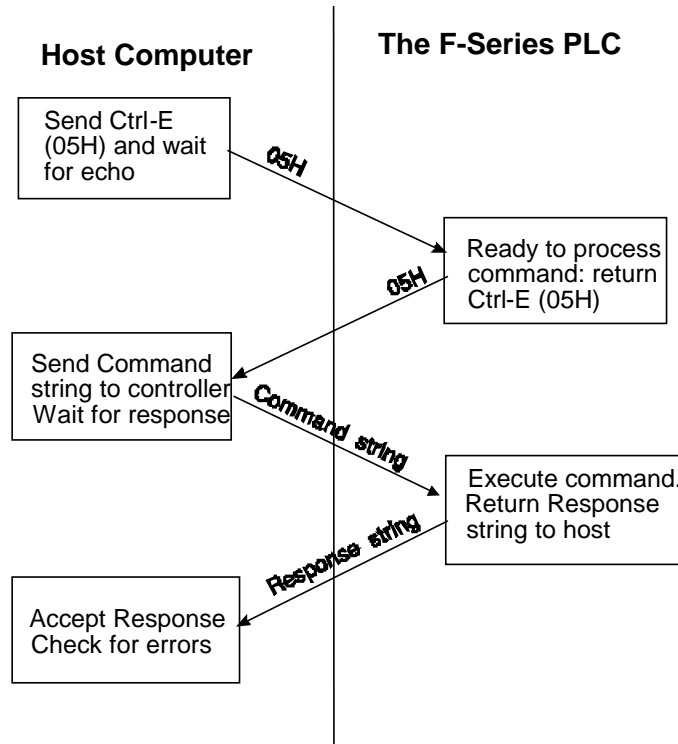 Host Computer
The F-Series PLC
Send Ctrl-E
(05H) and wait
for echo
05H
Ready to process
command: return
Ctrl-E (05H)
05H
Send Command
string to controller
Wait for response
Command string
Execute command.
Return Response
string to host
Response string
Accept Response
Check for errors